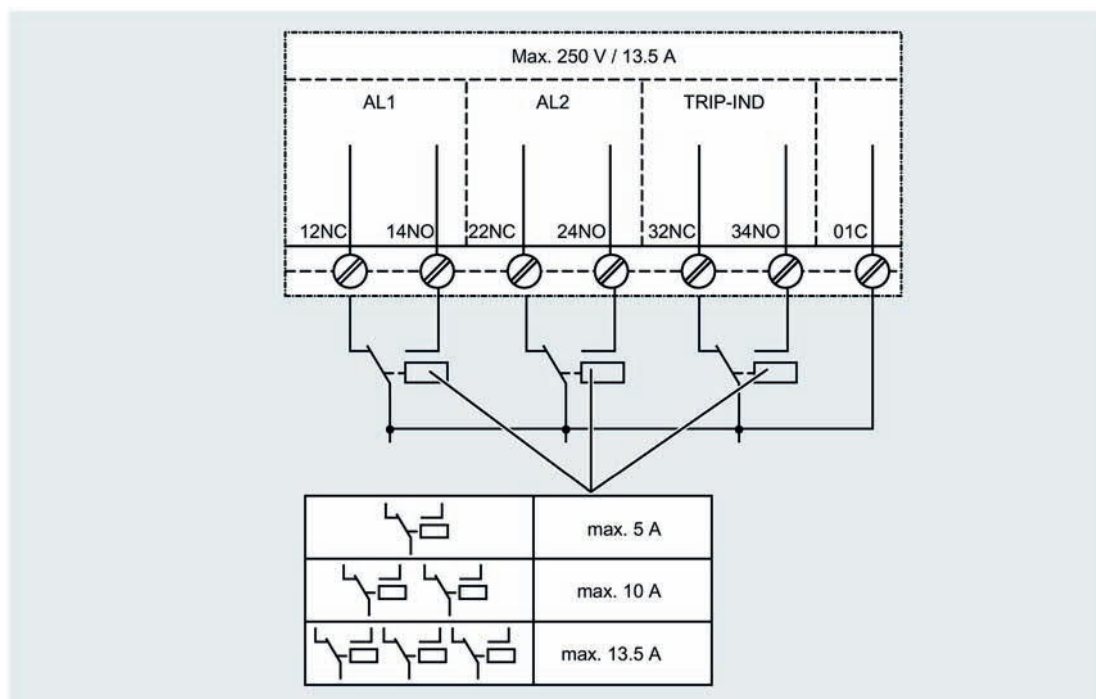 Max. 250 V / 13.5 A
AL1 AL2 TRIP-IND
12NC 14NO 22NC 24NO 32NC 34NO 01C
max. 5 A
max. 10 A
max. 13.5 A